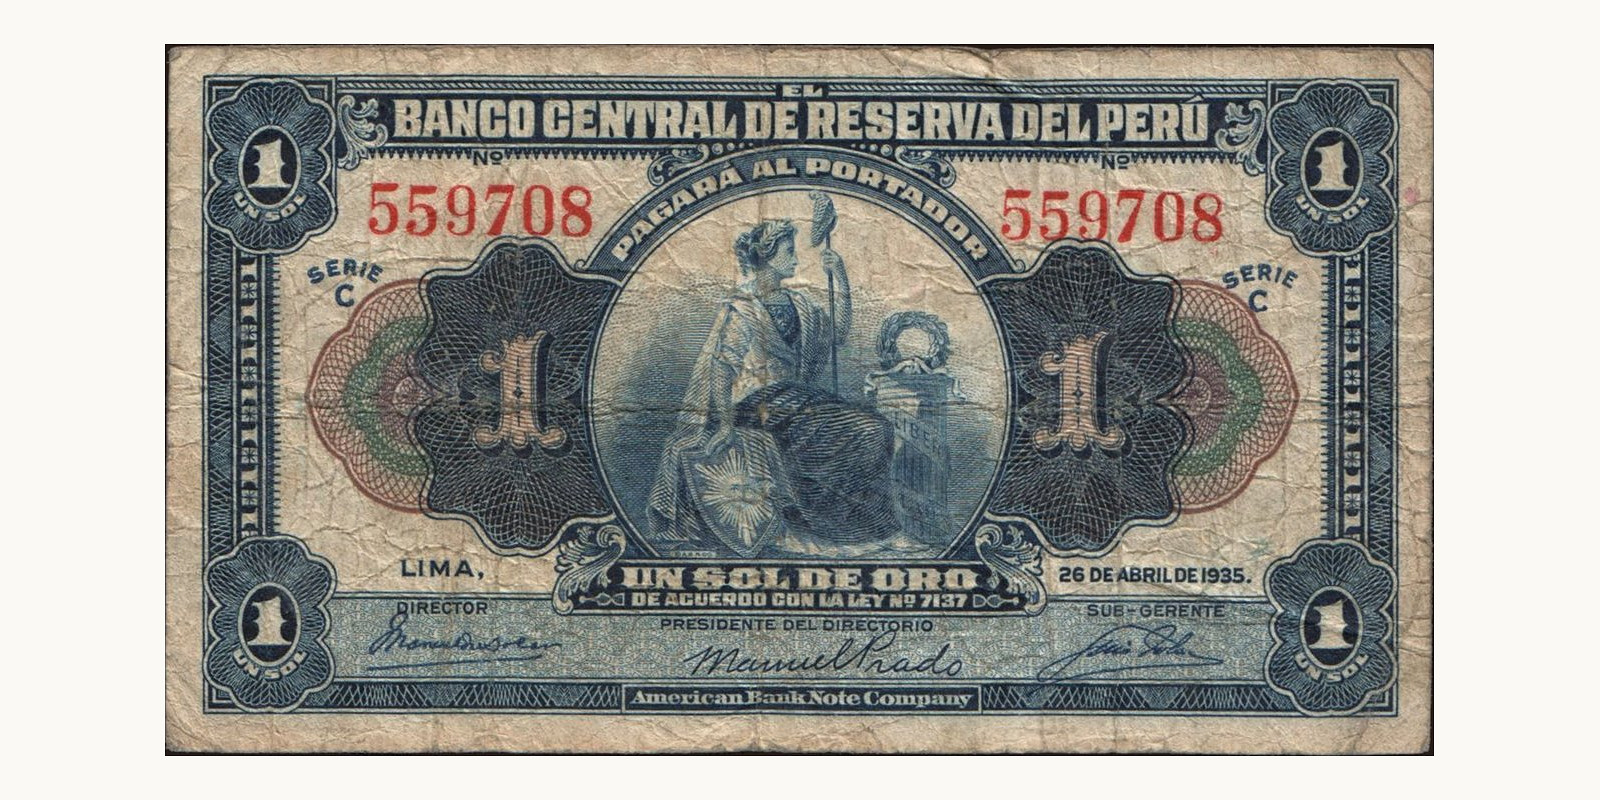 EL
BANCO CENTRAL DE RESERVA DEL PERÚ
Nº
Nº
PAGARÁ AL PORTADOR
559708
559708
1
UN SOL
1
UN SOL
SERIE
C
SERIE
C
1
1
LIBER
LIMA,
UN SOL DE ORO
26 DE ABRIL DE 1935.
DE ACUERDO CON LA LEY Nº 7137
DIRECTOR
PRESIDENTE DEL DIRECTORIO
SUB-GERENTE
Manuel Prado
1
UN SOL
1
UN SOL
American Bank Note Company